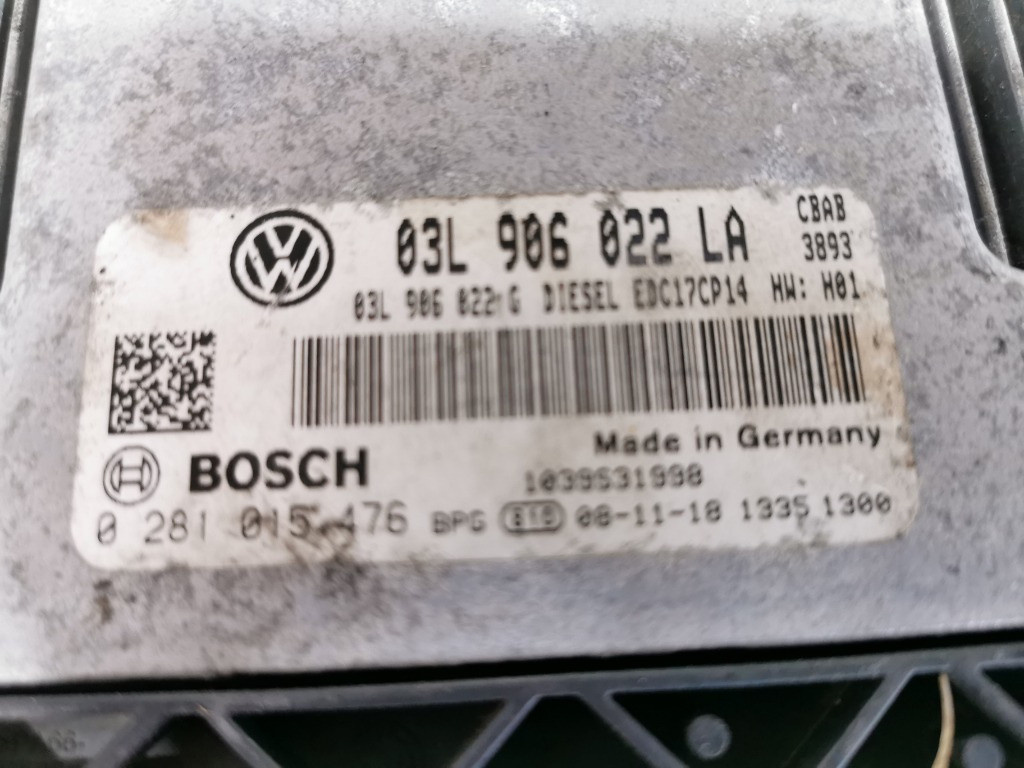 03L 906 022 LA CBAB
3893
03L 906 022 G DIESEL EDC17CP14 HW: H01
Made in Germany
BOSCH
1039S31998
0 281 015 476 BPG 08-11-18 1335 1300